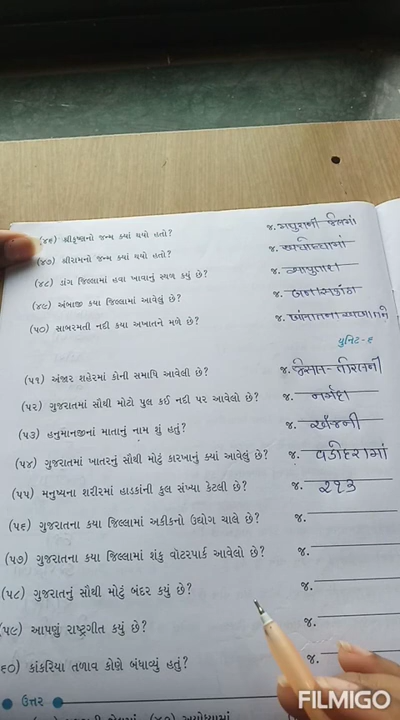 (૪૬) શ્રીકૃષ્ણનો જન્મ ક્યાં થયો હતો? જ. મથુરાની જેલમાં
(૪૭) શ્રીરામનો જન્મ ક્યાં થયો હતો? જ. અયોધ્યામાં
(૪૮) ડાંગ જિલ્લામાં હવા ખાવાનું સ્થળ કયું છે? જ. સાપુતારા
(૪૯) અંબાજી કયા જિલ્લામાં આવેલું છે? જ. બનાસકાંઠા
(૫૦) સાબરમતી નદી કયા અખાતને મળે છે? જ. ખંભાતના અખાતને
યુનિટ-૬
(૫૧) અંજાર શહેરમાં કોની સમાધિ આવેલી છે? જ. જેસલ-તોરલની
(૫૨) ગુજરાતમાં સૌથી મોટો પુલ કઈ નદી પર આવેલો છે? જ. નર્મદા
(૫૩) હનુમાનજીનાં માતાનું નામ શું હતું? જ. અંજની
(૫૪) ગુજરાતમાં ખાતરનું સૌથી મોટું કારખાનું ક્યાં આવેલું છે? જ. વડોદરામાં
(૫૫) મનુષ્યના શરીરમાં હાડકાંની કુલ સંખ્યા કેટલી છે? જ. ૨૧૩
(૫૬) ગુજરાતના કયા જિલ્લામાં અકીકનો ઉદ્યોગ ચાલે છે? જ.
(૫૭) ગુજરાતના કયા જિલ્લામાં શંકુ વોટરપાર્ક આવેલો છે? જ.
(૫૮) ગુજરાતનું સૌથી મોટું બંદર કયું છે? જ.
(૫૯) આપણું રાષ્ટ્રગીત કયું છે? જ.
૬૦) કાંકરિયા તળાવ કોણે બંધાવ્યું હતું? જ.
ઉત્તર
FILMIGO